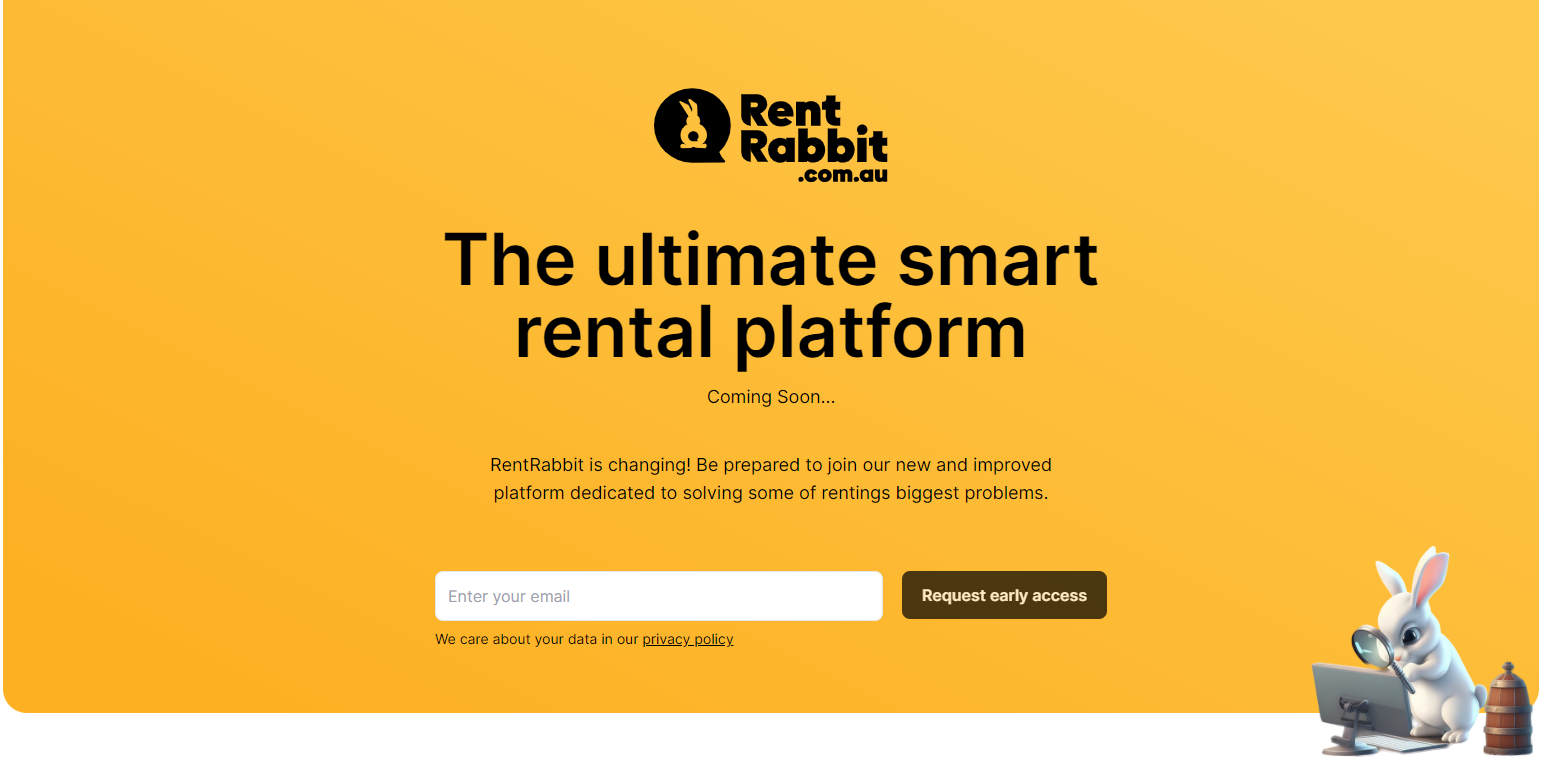 Rent
Rabbit
.com.au
The ultimate smart
rental platform
Coming Soon...
RentRabbit is changing! Be prepared to join our new and improved
platform dedicated to solving some of rentings biggest problems.
Enter your email
Request early access
We care about your data in our privacy policy